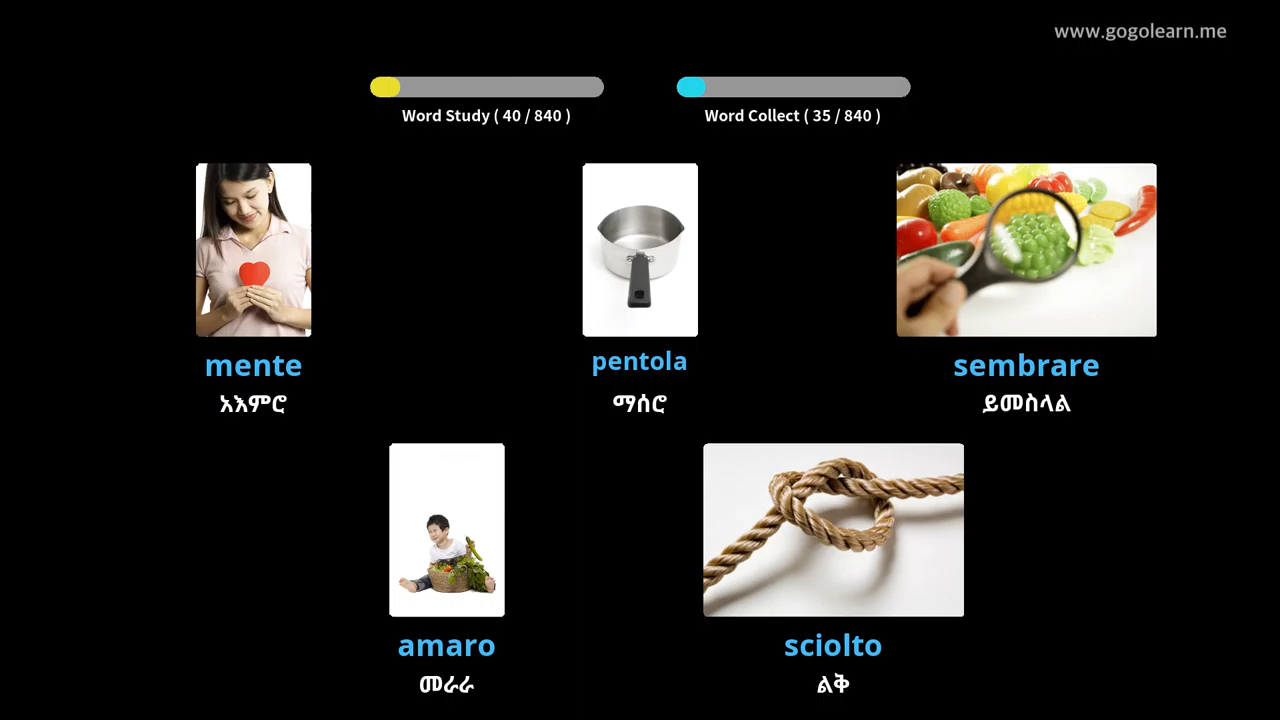 www.gogolearn.me
Word Study ( 40 / 840 )
Word Collect ( 35 / 840 )
mente
አእምሮ
pentola
ማሰሮ
sembrare
ይመስላል
amaro
መራራ
sciolto
ልቅ